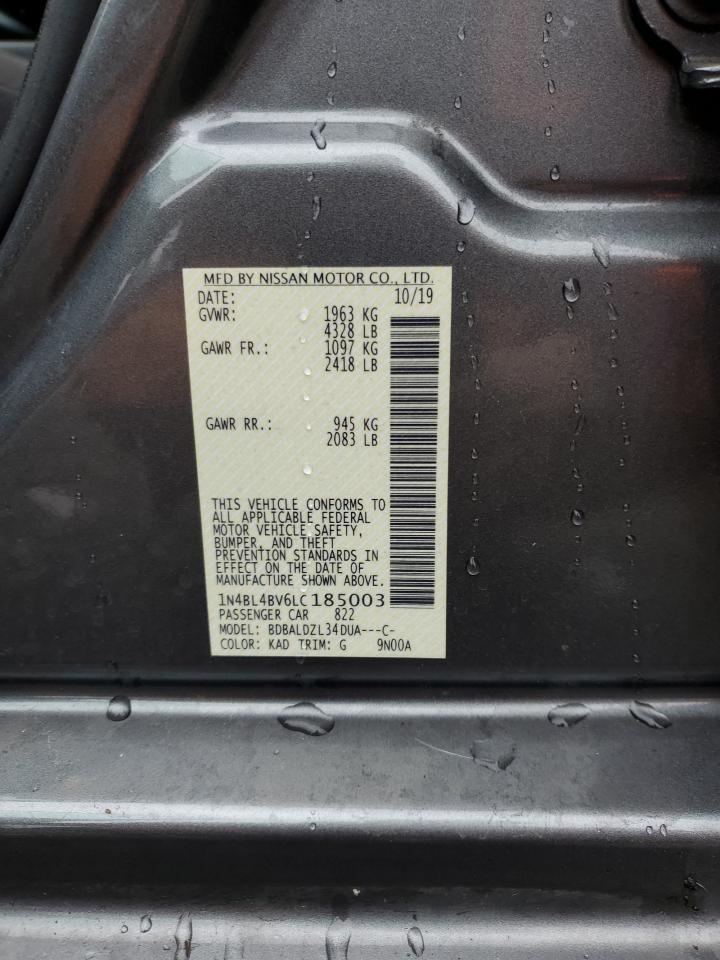 MFD BY NISSAN MOTOR CO., LTD.
DATE: 10/19
GVWR: 1963 KG
4328 LB
GAWR FR.: 1097 KG
2418 LB
GAWR RR.: 945 KG
2083 LB
THIS VEHICLE CONFORMS TO
ALL APPLICABLE FEDERAL
MOTOR VEHICLE SAFETY,
BUMPER, AND THEFT
PREVENTION STANDARDS IN
EFFECT ON THE DATE OF
MANUFACTURE SHOWN ABOVE.
1N4BL4BV6LC185003
PASSENGER CAR 822
MODEL: BDBALDZL34DUA---C-
COLOR: KAD TRIM: G 9N00A